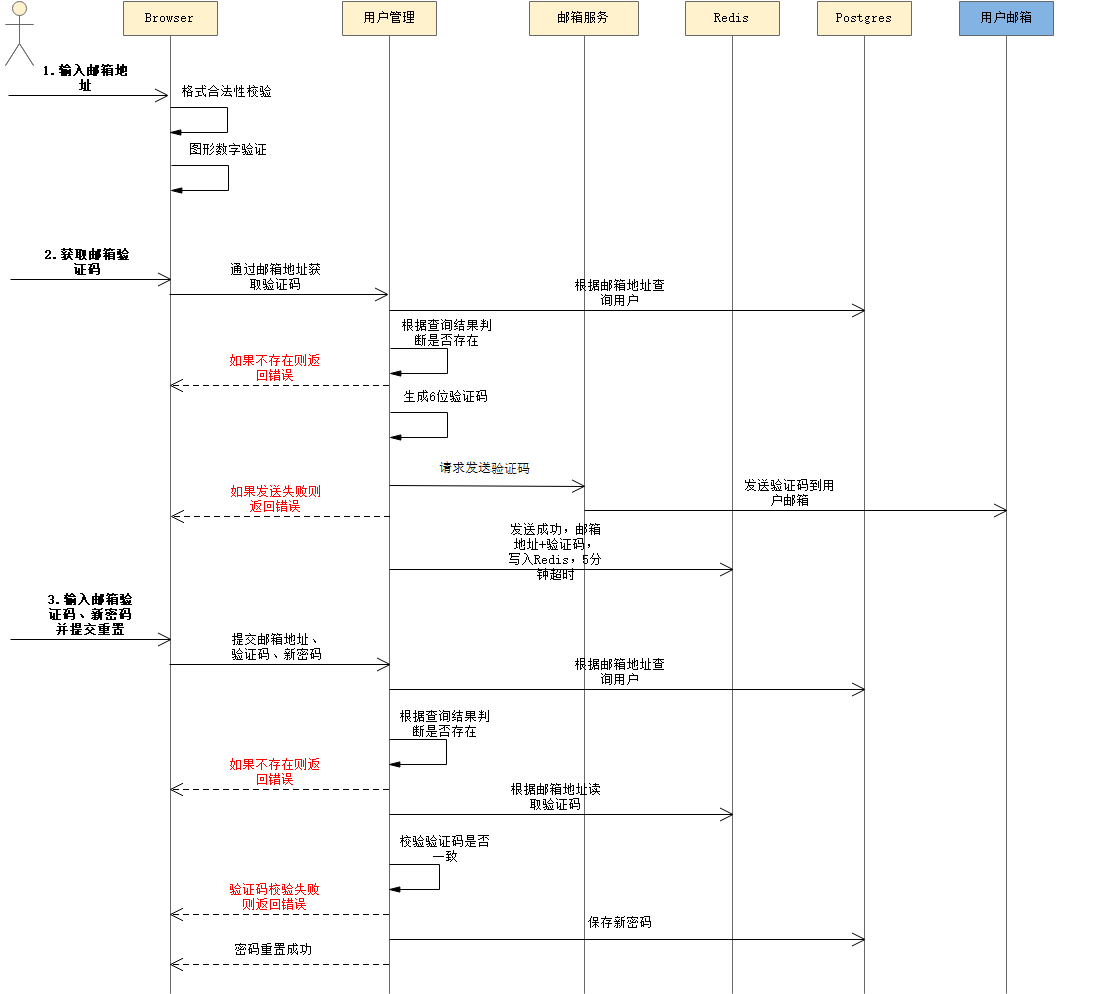 Browser
用户管理
邮箱服务
Redis
Postgres
用户邮箱
1.输入邮箱地
址
格式合法性校验
图形数字验证
2.获取邮箱验
证码
通过邮箱地址获
取验证码
根据邮箱地址查
询用户
根据查询结果判
断是否存在
如果不存在则返
回错误
生成6位验证码
请求发送验证码
如果发送失败则
返回错误
发送验证码到用
户邮箱
发送成功，邮箱
地址+验证码，
写入Redis，5分
钟超时
3.输入邮箱验
证码、新密码
并提交重置
提交邮箱地址、
验证码、新密码
根据邮箱地址查
询用户
根据查询结果判
断是否存在
如果不存在则返
回错误
根据邮箱地址读
取验证码
校验验证码是否
一致
验证码校验失败
则返回错误
保存新密码
密码重置成功